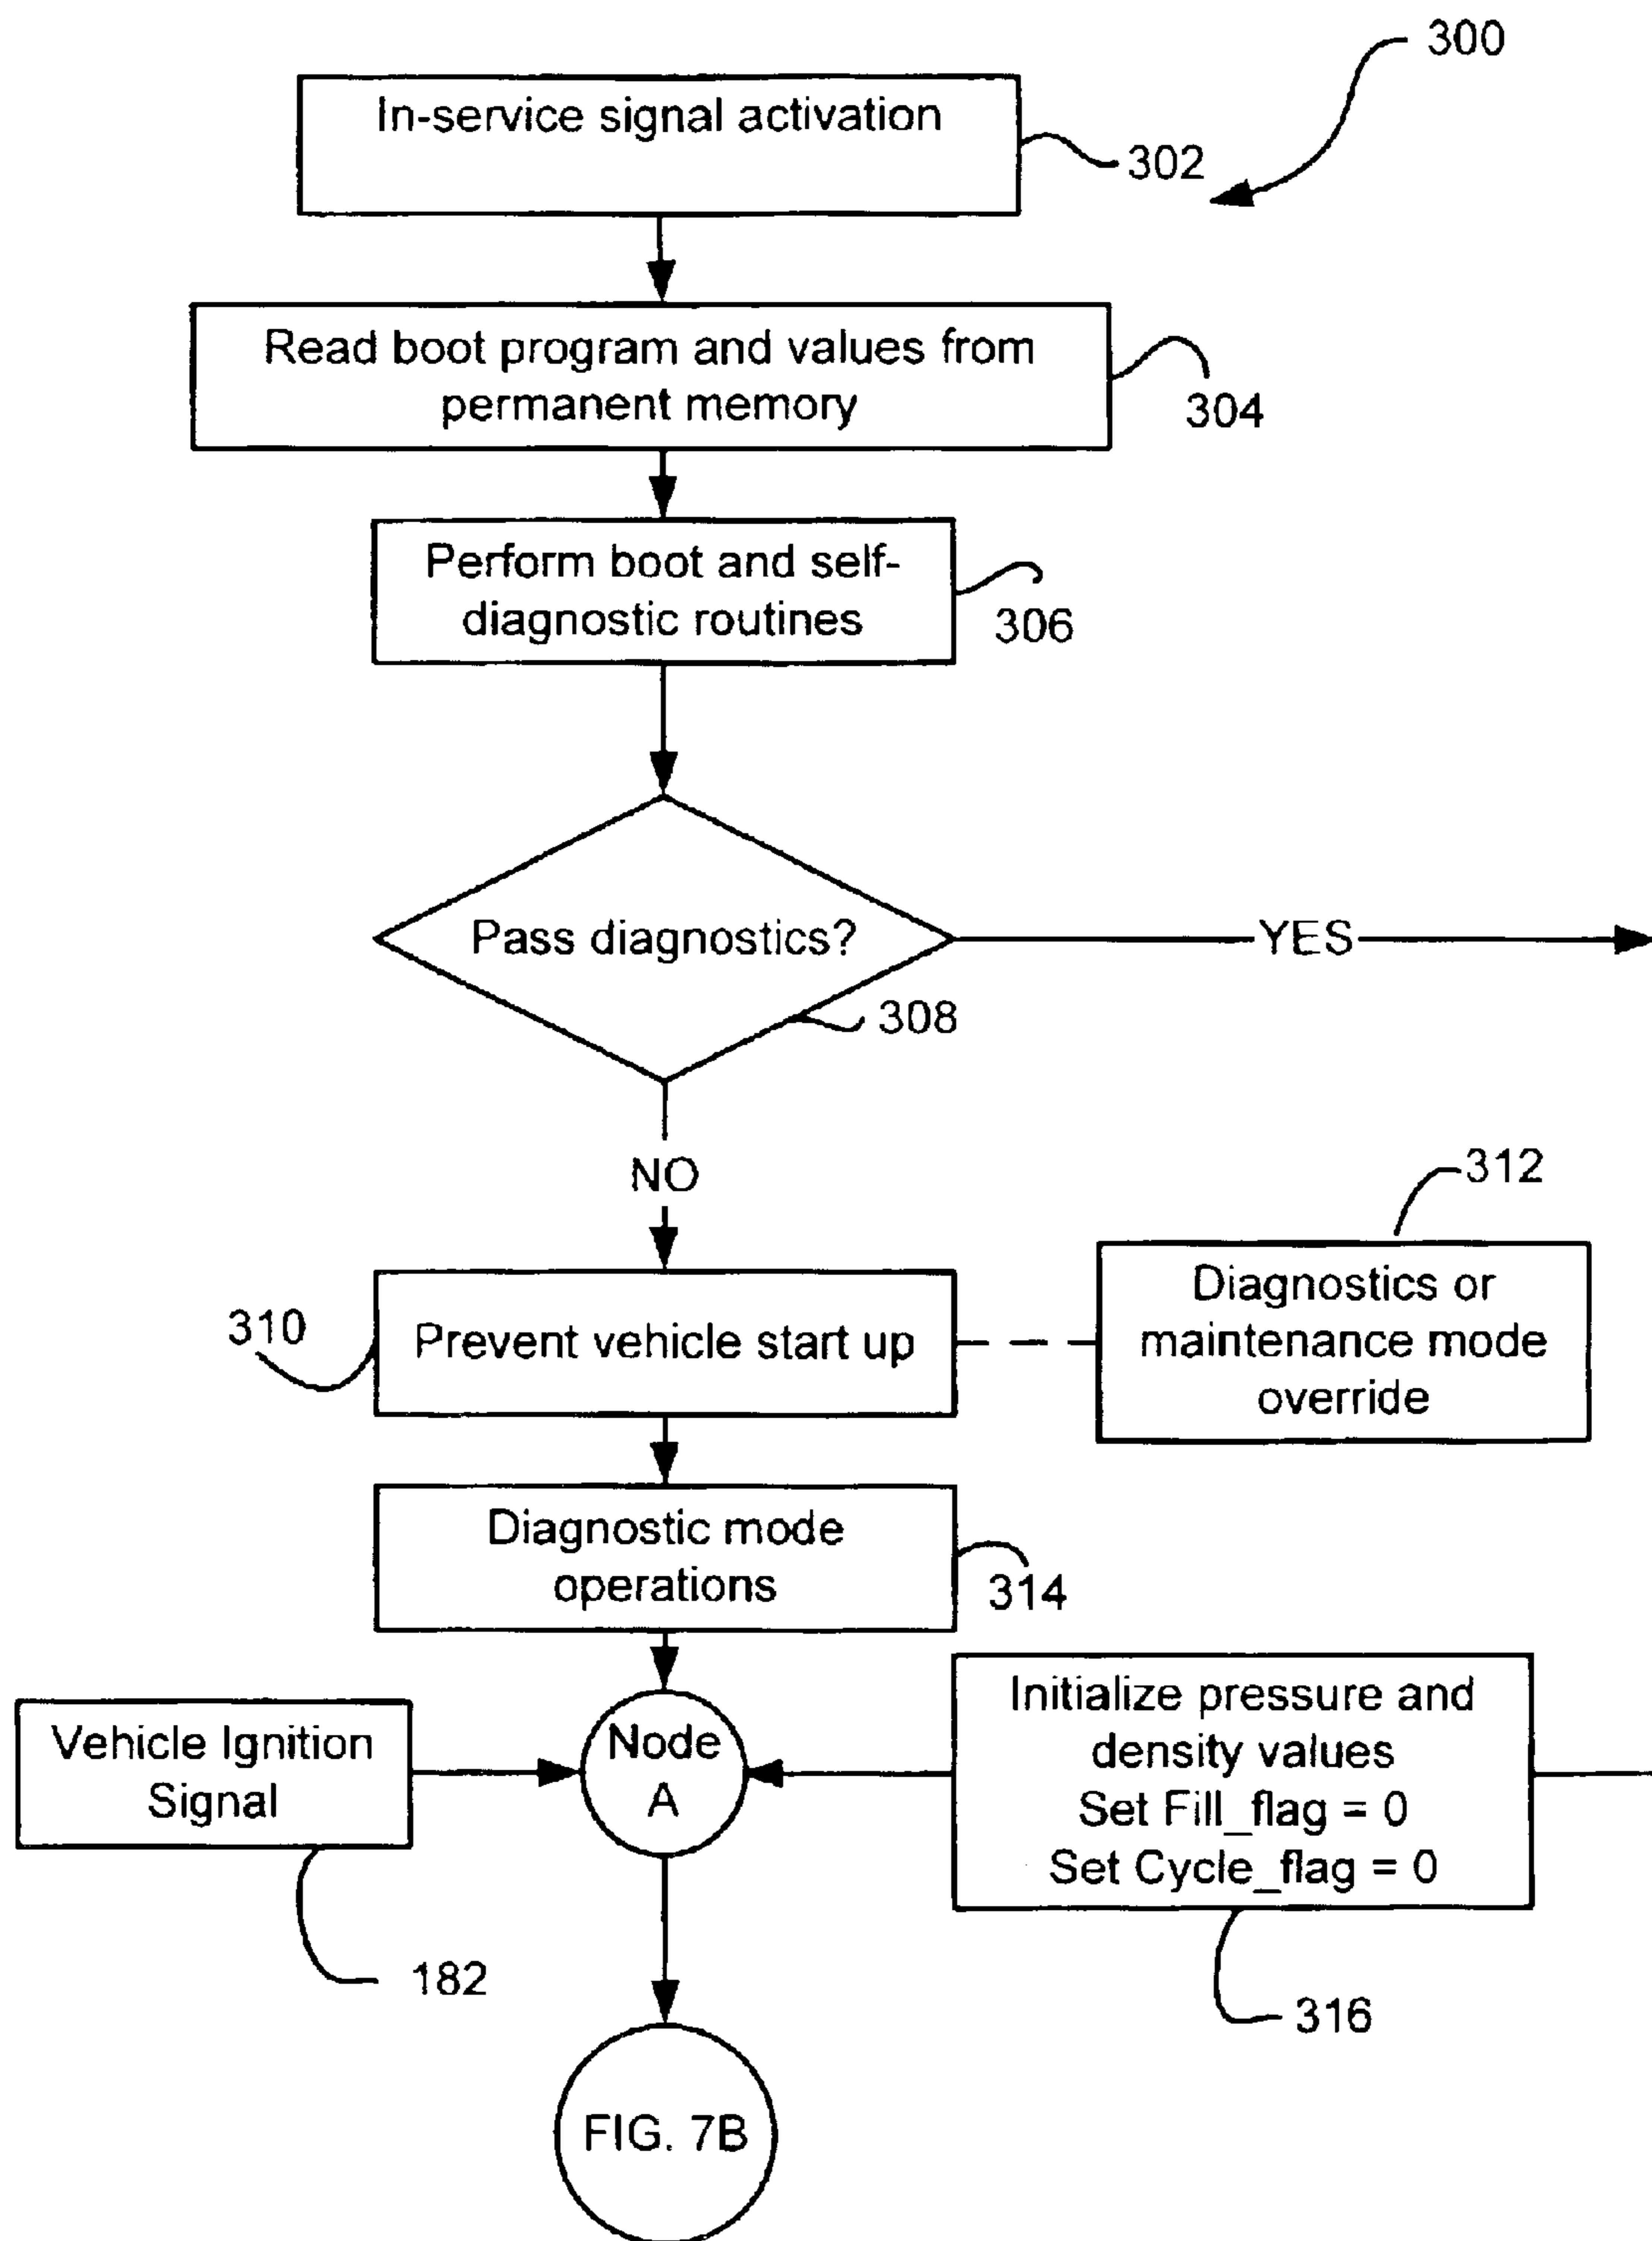 300
In-service signal activation
302
Read boot program and values from
permanent memory
304
Perform boot and self-
diagnostic routines
306
Pass diagnostics?
YES
308
NO
312
Diagnostics or
maintenance mode
override
310
Prevent vehicle start up
Diagnostic mode
operations
314
Vehicle Ignition
Signal
Node
A
Initialize pressure and
density values
Set Fill_flag = 0
Set Cycle_flag = 0
182
316
FIG. 7B